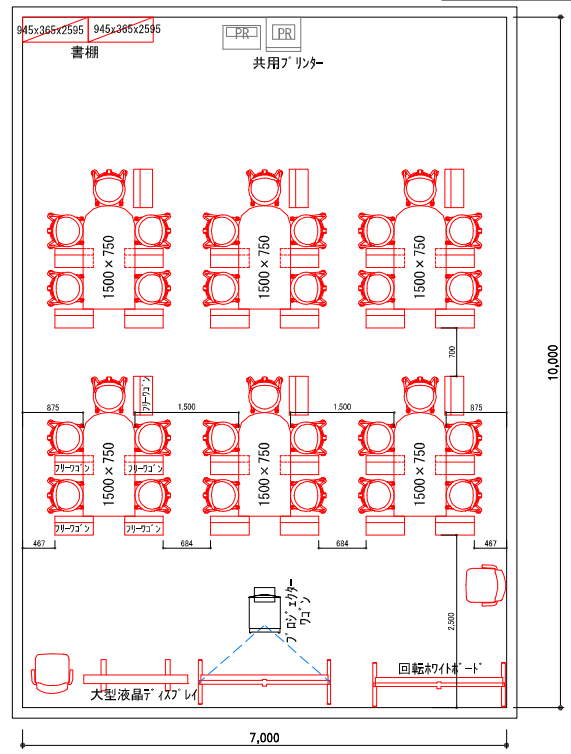 945x365x2595 945x365x2595
書棚
PR PR
共用プリンター
1500×750 1500×750 1500×750
700
10,000
フリーワゴン
875 1,500 1,500 875
1500×750 1500×750 1500×750
フリーワゴン フリーワゴン
フリーワゴン フリーワゴン
467 684 684 467
2,500
プロジェクター
ワゴン
回転ホワイトボード
大型液晶ディスプレイ
7,000